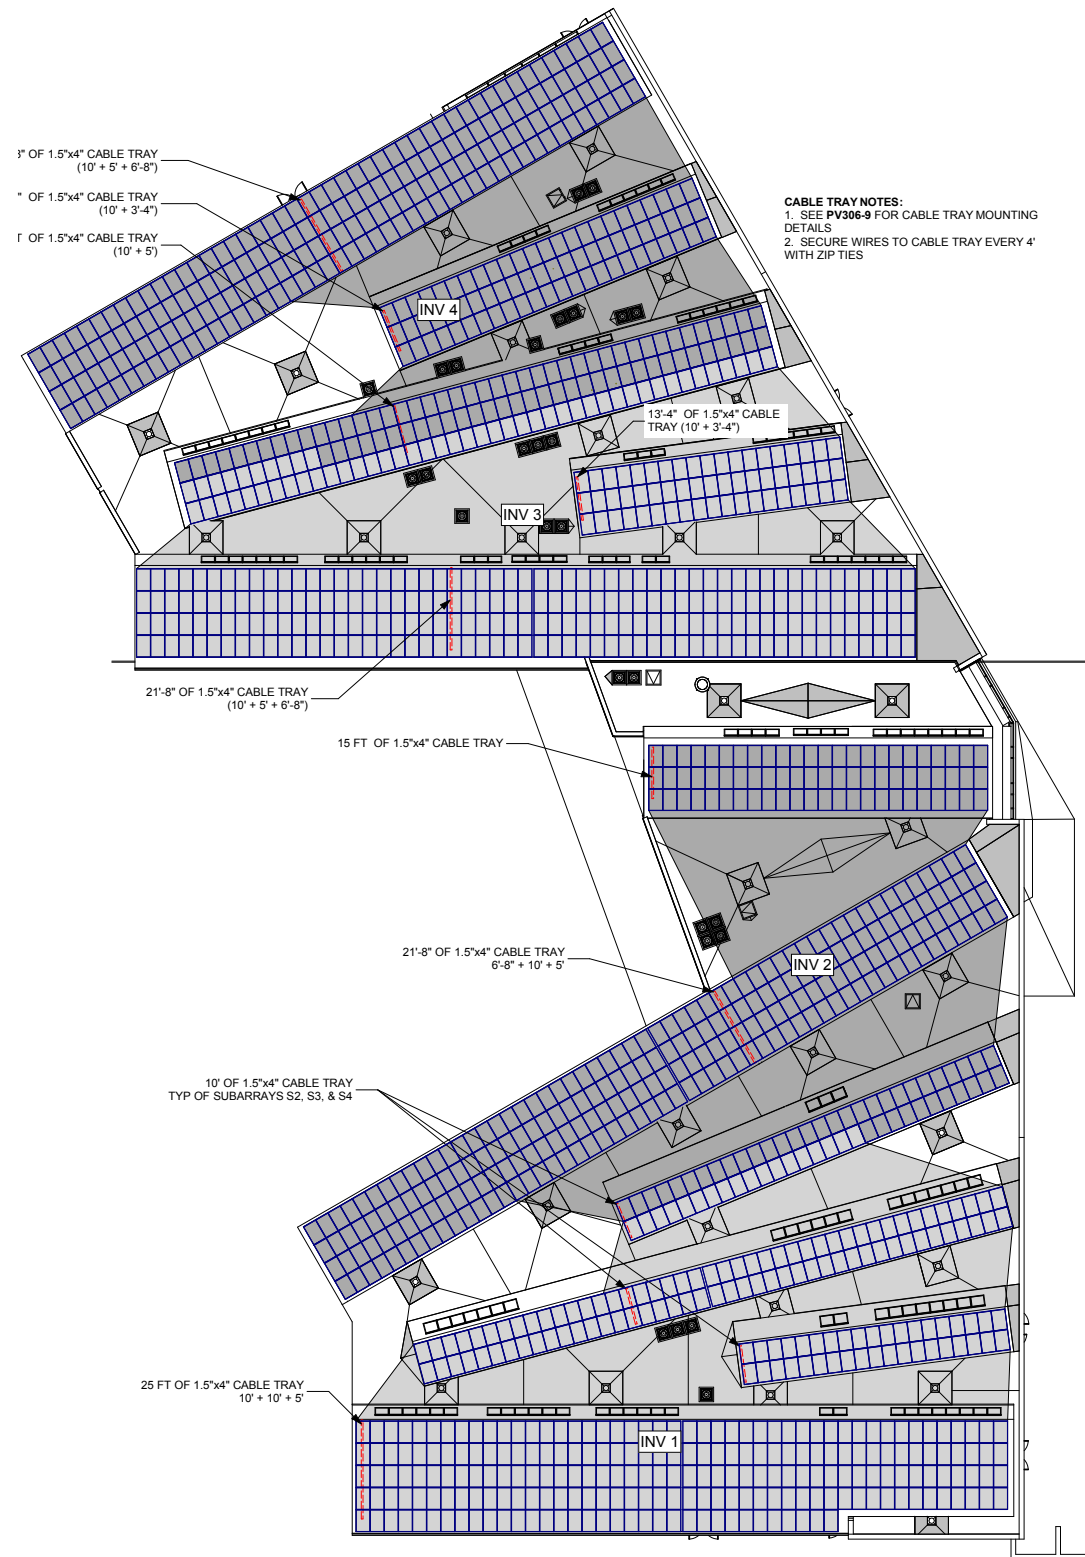 " OF 1.5"x4" CABLE TRAY
(10' + 5' + 6'-8")
" OF 1.5"x4" CABLE TRAY
(10' + 3'-4")
OF 1.5"x4" CABLE TRAY
(10' + 5')
CABLE TRAY NOTES:
1. SEE PV306-9 FOR CABLE TRAY MOUNTING
DETAILS
2. SECURE WIRES TO CABLE TRAY EVERY 4'
WITH ZIP TIES
INV 4
13'-4" OF 1.5"x4" CABLE
TRAY (10' + 3'-4")
INV 3
21'-8" OF 1.5"x4" CABLE TRAY
(10' + 5' + 6'-8")
15 FT OF 1.5"x4" CABLE TRAY
21'-8" OF 1.5"x4" CABLE TRAY
6'-8" + 10' + 5'
INV 2
10' OF 1.5"x4" CABLE TRAY
TYP OF SUBARRAYS S2, S3, & S4
25 FT OF 1.5"x4" CABLE TRAY
10' + 10' + 5'
INV 1